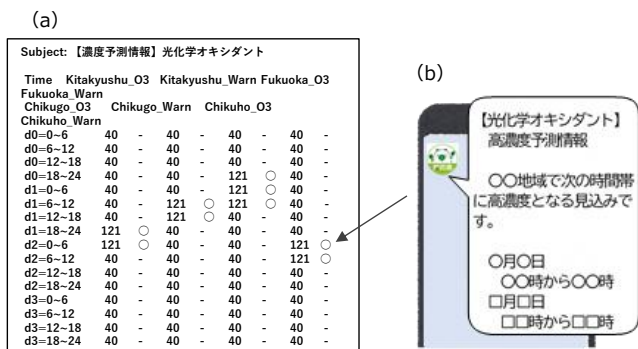 (a)
Subject: 【濃度予測情報】光化学オキシダント
Time Kitakyushu_O3 Kitakyushu_Warn Fukuoka_O3
Fukuoka_Warn
Chikugo_O3 Chikugo_Warn Chikuho_O3
Chikuho_Warn
d0=0~6 40 - 40 - 40 - 40 -
d0=6~12 40 - 40 - 40 - 40 -
d0=12~18 40 - 40 - 40 - 40 -
d0=18~24 40 - 40 - 121 ○ 40 -
d1=0~6 40 - 40 - 121 ○ 40 -
d1=6~12 40 - 121 ○ 121 ○ 40 -
d1=12~18 40 - 121 ○ 40 - 40 -
d1=18~24 121 ○ 40 - 40 - 40 -
d2=0~6 121 ○ 40 - 40 - 121 ○
d2=6~12 40 - 40 - 40 - 121 ○
d2=12~18 40 - 40 - 40 - 40 -
d2=18~24 40 - 40 - 40 - 40 -
d3=0~6 40 - 40 - 40 - 40 -
d3=6~12 40 - 40 - 40 - 40 -
d3=12~18 40 - 40 - 40 - 40 -
d3=18~24 40 - 40 - 40 - 40 -
(b)
【光化学オキシダント】
高濃度予測情報
○○地域で次の時間帯
に高濃度となる見込みで
す。
○月○日
○○時から○○時
□月□日
□□時から□□時